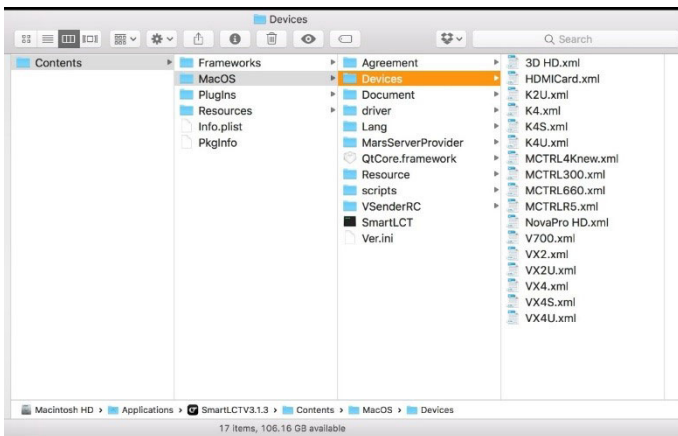 Devices
Search
Contents
Frameworks
MacOS
PlugIns
Resources
Info.plist
PkgInfo
Agreement
Devices
Document
driver
Lang
MarsServerProvider
QtCore.framework
Resource
scripts
VSenderRC
SmartLCT
Ver.ini
3D HD.xml
HDMICard.xml
K2U.xml
K4.xml
K4S.xml
K4U.xml
MCTRL4Knew.xml
MCTRL300.xml
MCTRL660.xml
MCTRLR5.xml
NovaPro HD.xml
V700.xml
VX2.xml
VX2U.xml
VX4.xml
VX4S.xml
VX4U.xml
Macintosh HD › Applications › SmartLCTV3.1.3 › Contents › MacOS › Devices
17 items, 106.16 GB available